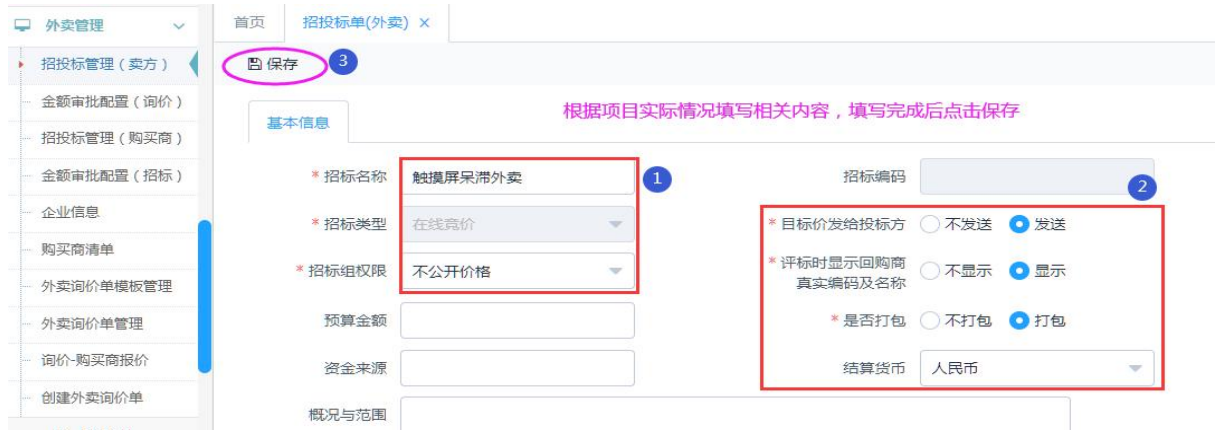 外卖管理
招投标管理（卖方）
金额审批配置（询价）
招投标管理（购买商）
金额审批配置（招标）
企业信息
购买商清单
外卖询价单模板管理
外卖询价单管理
询价-购买商报价
创建外卖询价单
首页 招投标单(外卖) ×
保存 3
根据项目实际情况填写相关内容，填写完成后点击保存
基本信息
* 招标名称 触摸屏呆滞外卖 1 招标编码 2
* 招标类型 在线竞价 * 目标价发给投标方 不发送 发送
* 招标组权限 不公开价格 * 评标时显示回购商
真实编码及名称 不显示 显示
预算金额 * 是否打包 不打包 打包
资金来源 结算货币 人民币
概况与范围